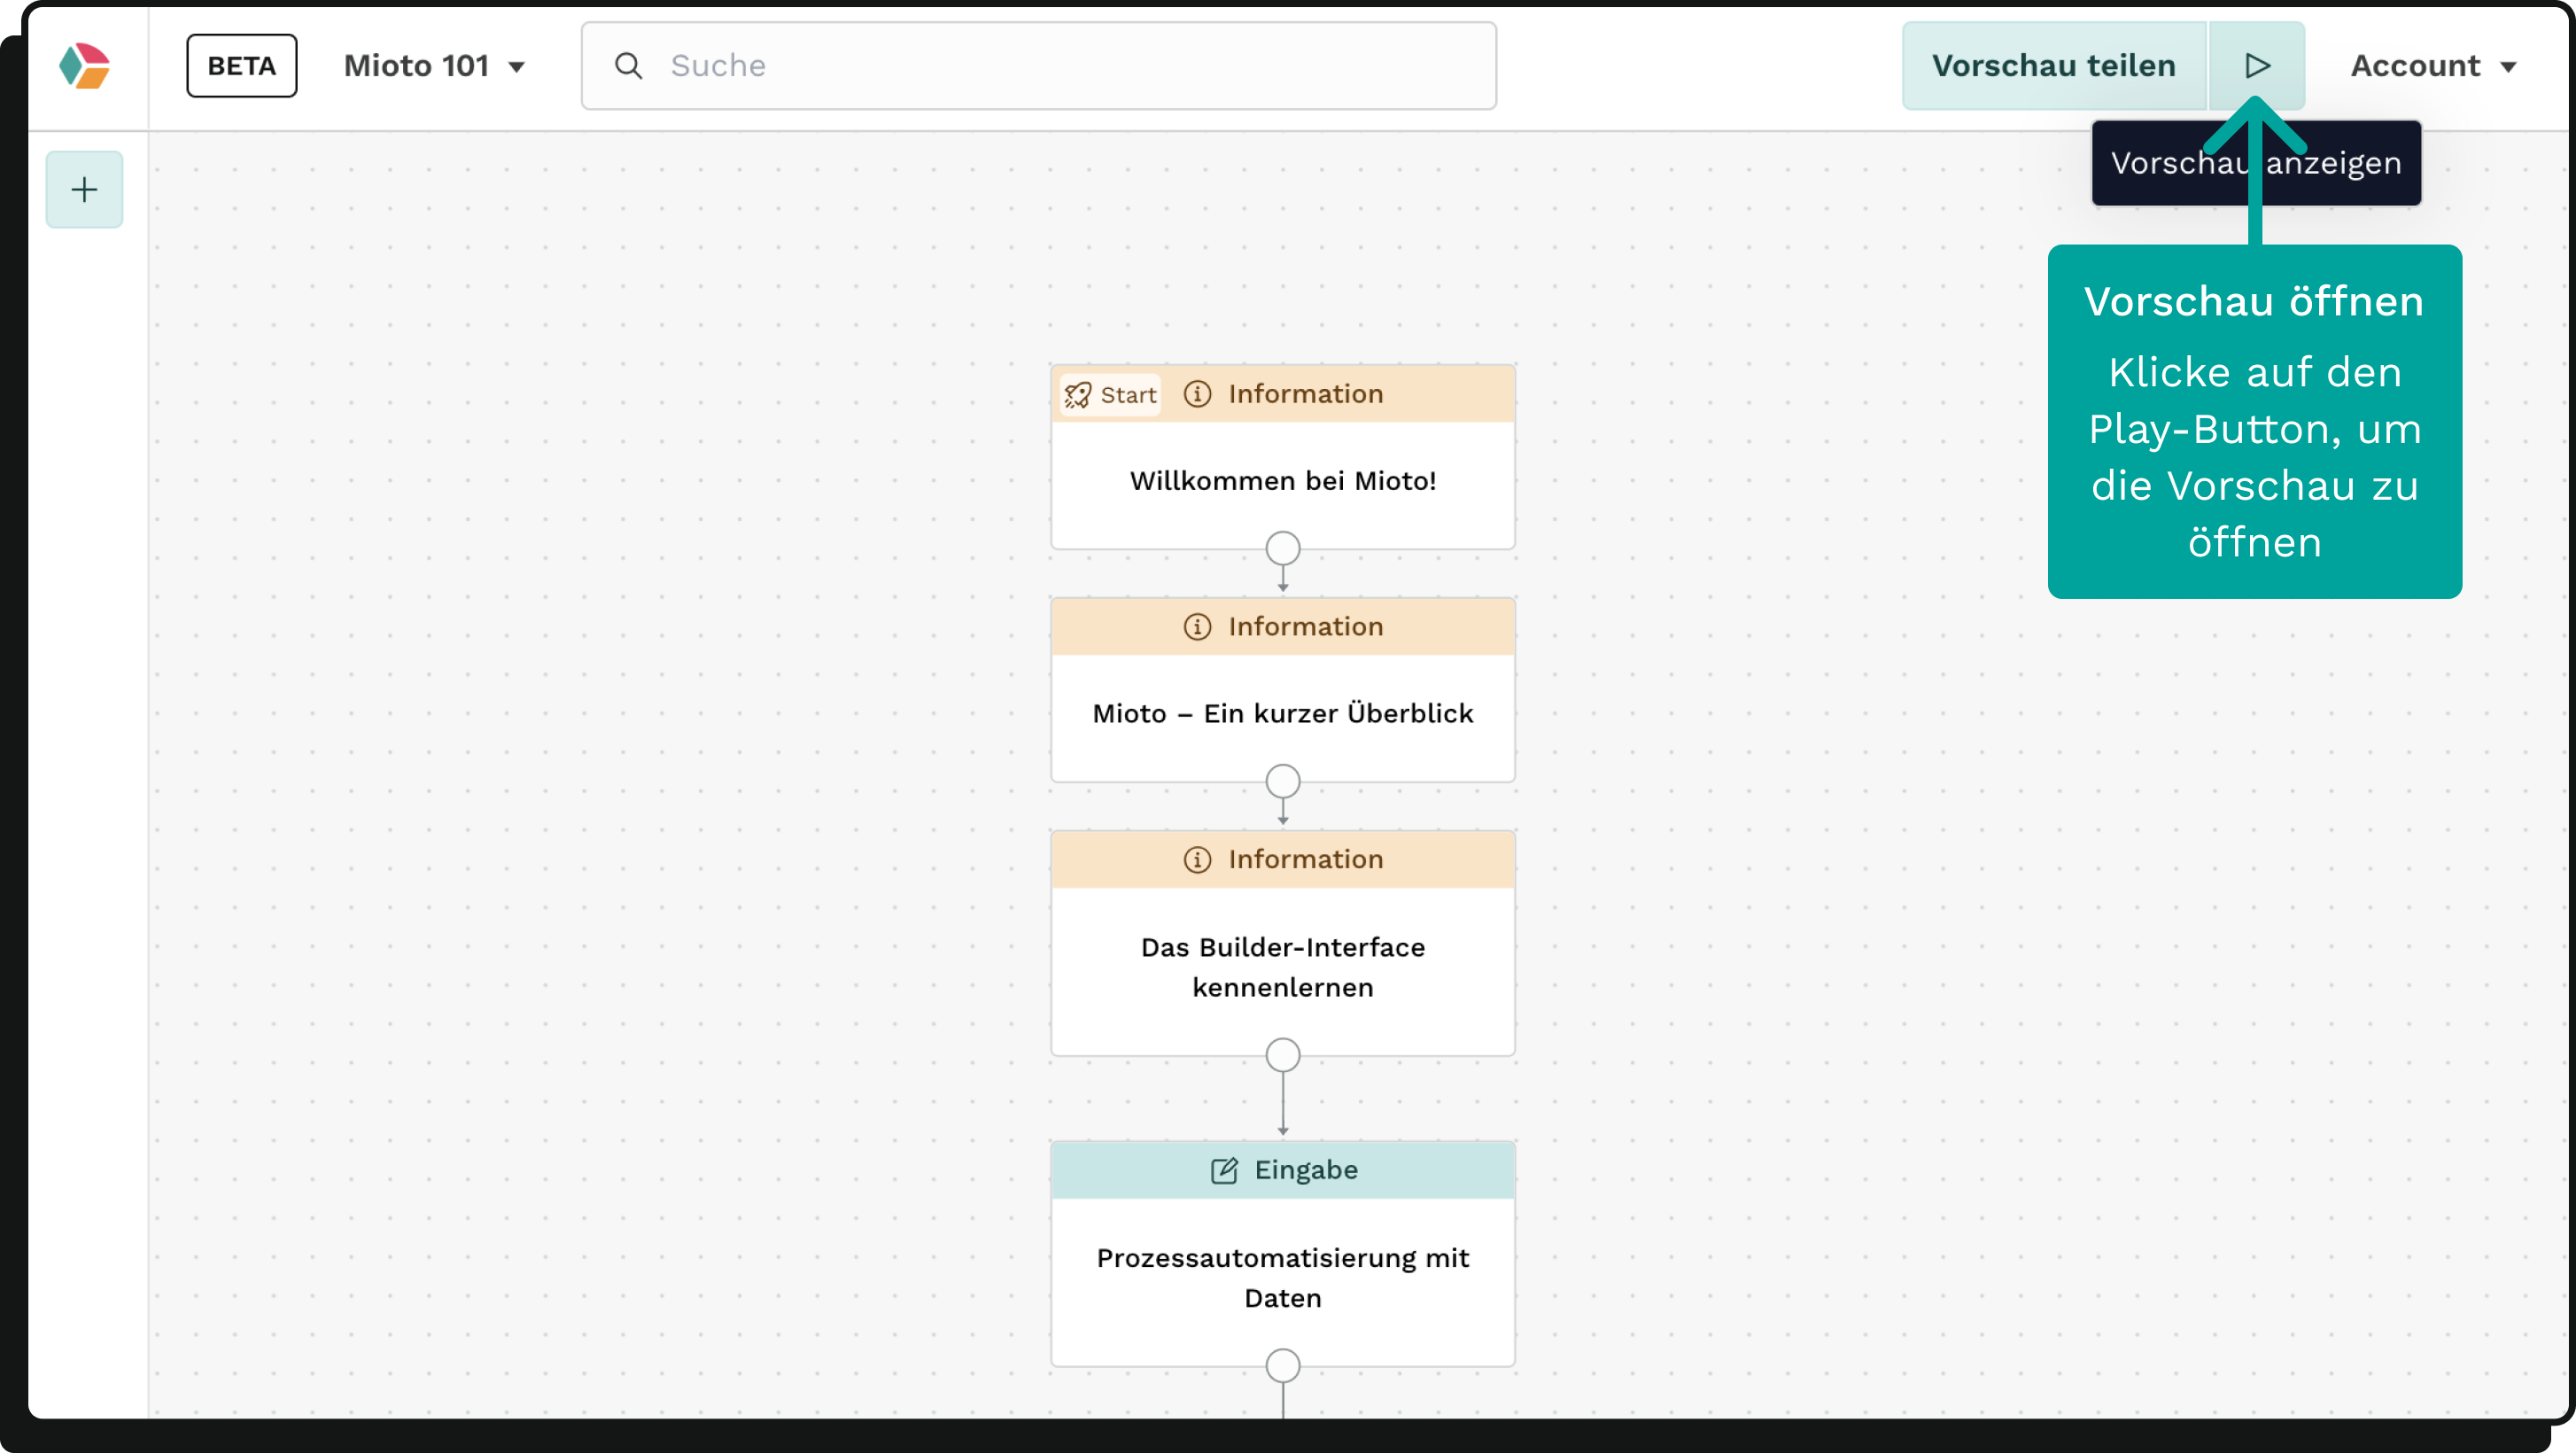 BETA
Mioto 101
Suche
Vorschau teilen
Account
Vorschau anzeigen
Vorschau öffnen
Klicke auf den
Play-Button, um
die Vorschau zu
öffnen
Start
Information
Willkommen bei Mioto!
Information
Mioto – Ein kurzer Überblick
Information
Das Builder-Interface
kennenlernen
Eingabe
Prozessautomatisierung mit
Daten